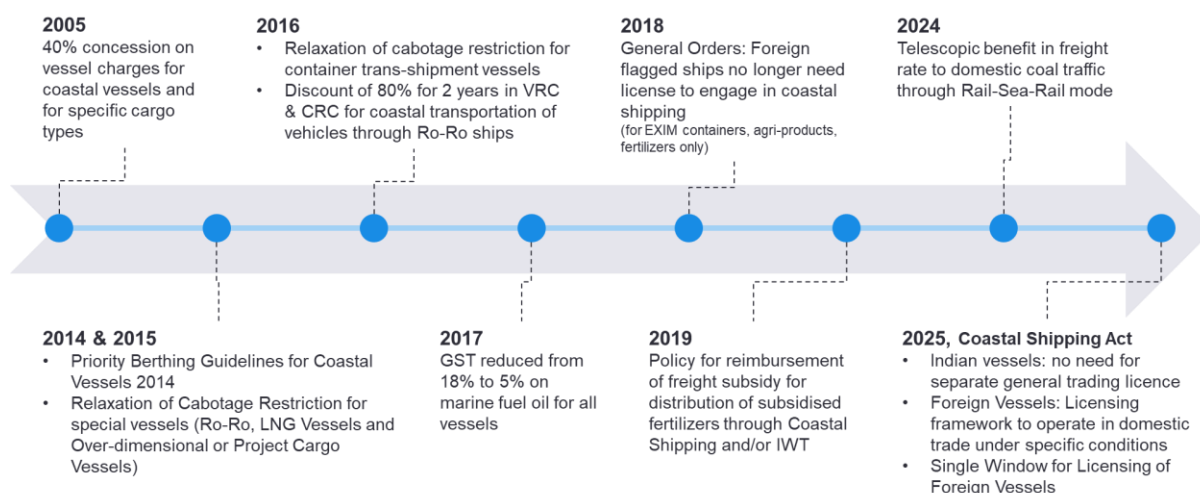 2005
40% concession on
vessel charges for
coastal vessels and
for specific cargo
types
2016
• Relaxation of cabotage restriction for
container trans-shipment vessels
• Discount of 80% for 2 years in VRC
& CRC for coastal transportation of
vehicles through Ro-Ro ships
2018
General Orders: Foreign
flagged ships no longer need
license to engage in coastal
shipping
(for EXIM containers, agri-products,
fertilizers only)
2024
Telescopic benefit in freight
rate to domestic coal traffic
through Rail-Sea-Rail mode
2014 & 2015
• Priority Berthing Guidelines for Coastal
Vessels 2014
• Relaxation of Cabotage Restriction for
special vessels (Ro-Ro, LNG Vessels and
Over-dimensional or Project Cargo
Vessels)
2017
GST reduced from
18% to 5% on
marine fuel oil for all
vessels
2019
Policy for reimbursement
of freight subsidy for
distribution of subsidised
fertilizers through Coastal
Shipping and/or IWT
2025, Coastal Shipping Act
• Indian vessels: no need for
separate general trading licence
• Foreign Vessels: Licensing
framework to operate in domestic
trade under specific conditions
• Single Window for Licensing of
Foreign Vessels